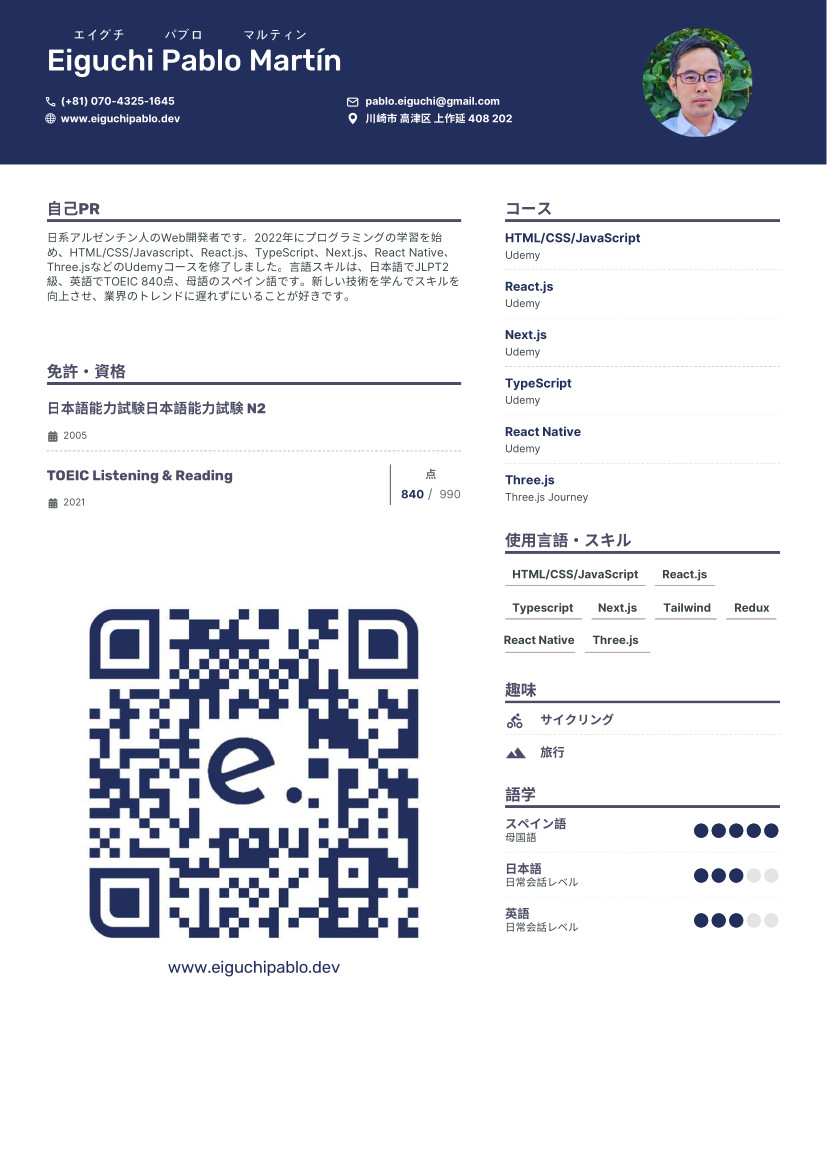 エイグチ パブロ マルティン
Eiguchi Pablo Martín
(+81) 070-4325-1645
pablo.eiguchi@gmail.com
www.eiguchipablo.dev
川崎市 高津区 上作延 408 202
自己PR
日系アルゼンチン人のWeb開発者です。2022年にプログラミングの学習を始
め、HTML/CSS/Javascript、React.js、TypeScript、Next.js、React Native、
Three.jsなどのUdemyコースを修了しました。言語スキルは、日本語でJLPT2
級、英語でTOEIC 840点、母語のスペイン語です。新しい技術を学んでスキルを
向上させ、業界のトレンドに遅れずにいることが好きです。
免許・資格
日本語能力試験日本語能力試験 N2
2005
TOEIC Listening & Reading
2021
点
840 / 990
e.
www.eiguchipablo.dev
コース
HTML/CSS/JavaScript
Udemy
React.js
Udemy
Next.js
Udemy
TypeScript
Udemy
React Native
Udemy
Three.js
Three.js Journey
使用言語・スキル
HTML/CSS/JavaScript React.js
Typescript Next.js Tailwind Redux
React Native Three.js
趣味
サイクリング
旅行
語学
スペイン語
母国語
日本語
日常会話レベル
英語
日常会話レベル